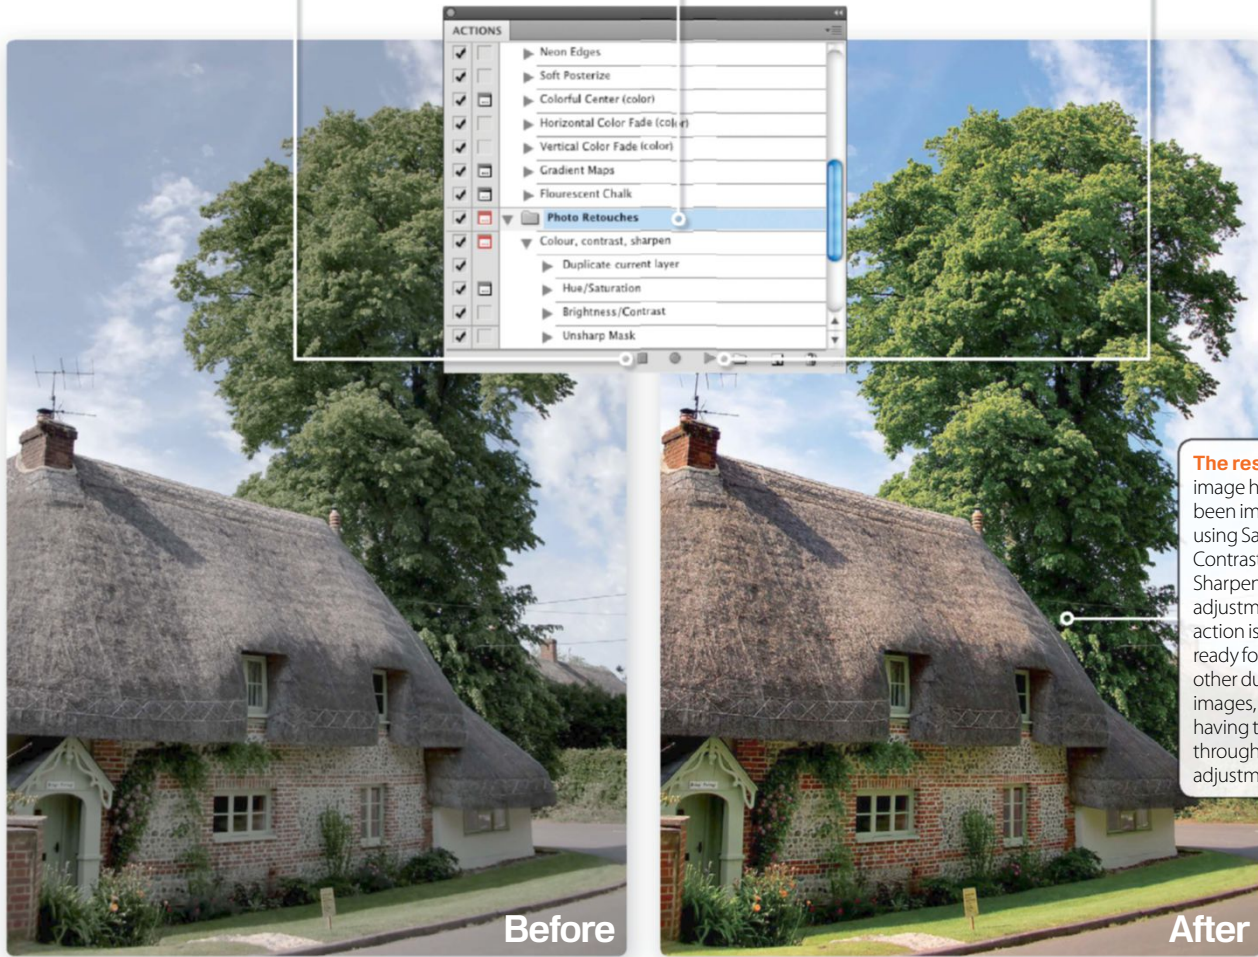 ACTIONS
Neon Edges
Soft Posterize
Colorful Center (color)
Horizontal Color Fade (color)
Vertical Color Fade (color)
Gradient Maps
Flourescent Chalk
Photo Retouches
Colour, contrast, sharpen
Duplicate current layer
Hue/Saturation
Brightness/Contrast
Unsharp Mask
The res
image h
been im
using Sa
Contrast
Sharpen
adjustm
action is
ready fo
other du
images,
having t
through
adjustm
Before
After